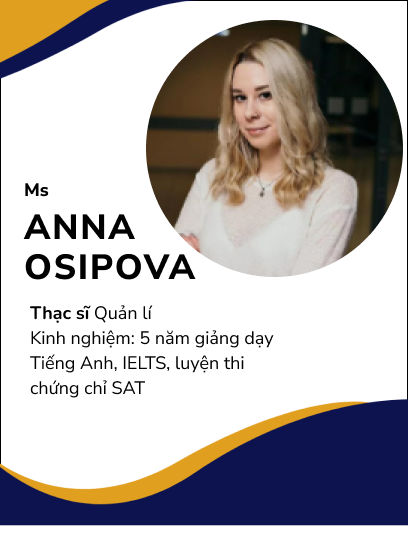 Ms
ANNA
OSIPOVA
Thạc sĩ Quản lí
Kinh nghiệm: 5 năm giảng dạy
Tiếng Anh, IELTS, luyện thi
chứng chỉ SAT